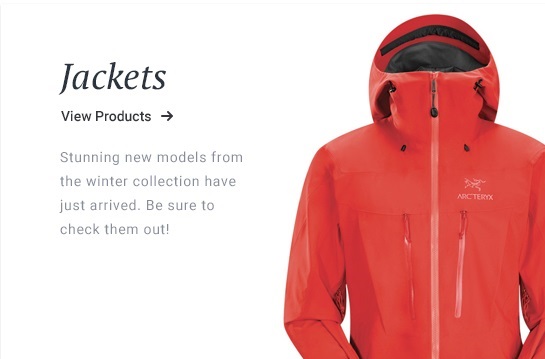 Jackets
View Products →
Stunning new models from
the winter collection have
just arrived. Be sure to
check them out!
ARC'TERYX